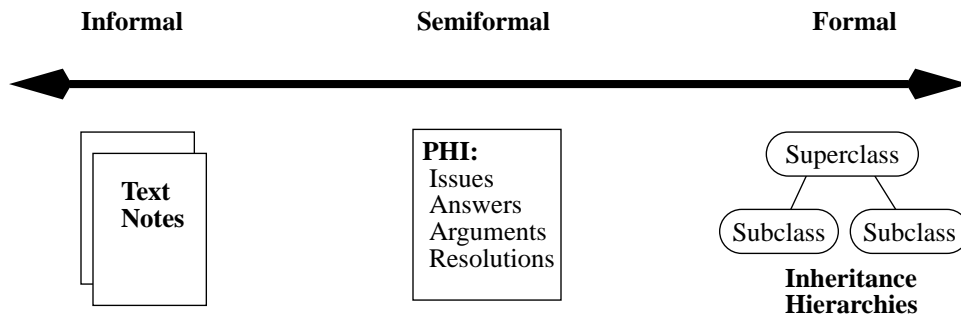 Informal
Semiformal
Formal
Text
Notes
PHI:
Issues
Answers
Arguments
Resolutions
Superclass
Subclass
Subclass
Inheritance
Hierarchies